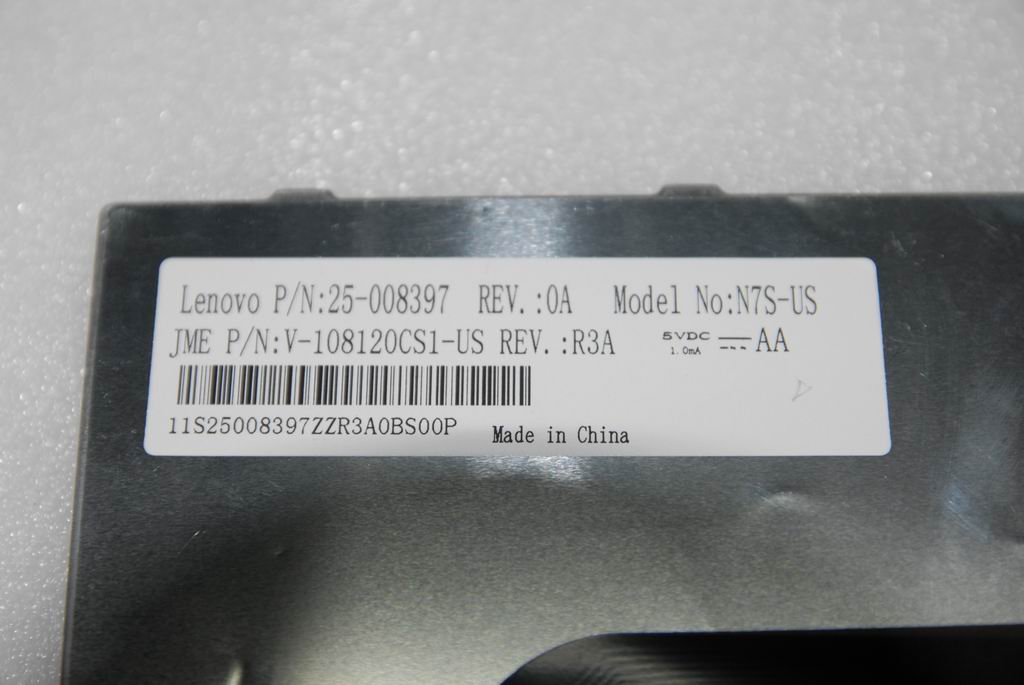 Lenovo P/N:25-008397 REV.:0A Model No:N7S-US
JME P/N:V-108120CS1-US REV.:R3A 5VDC 1.0mA AA
11S25008397ZZR3A0BS00P
Made in China